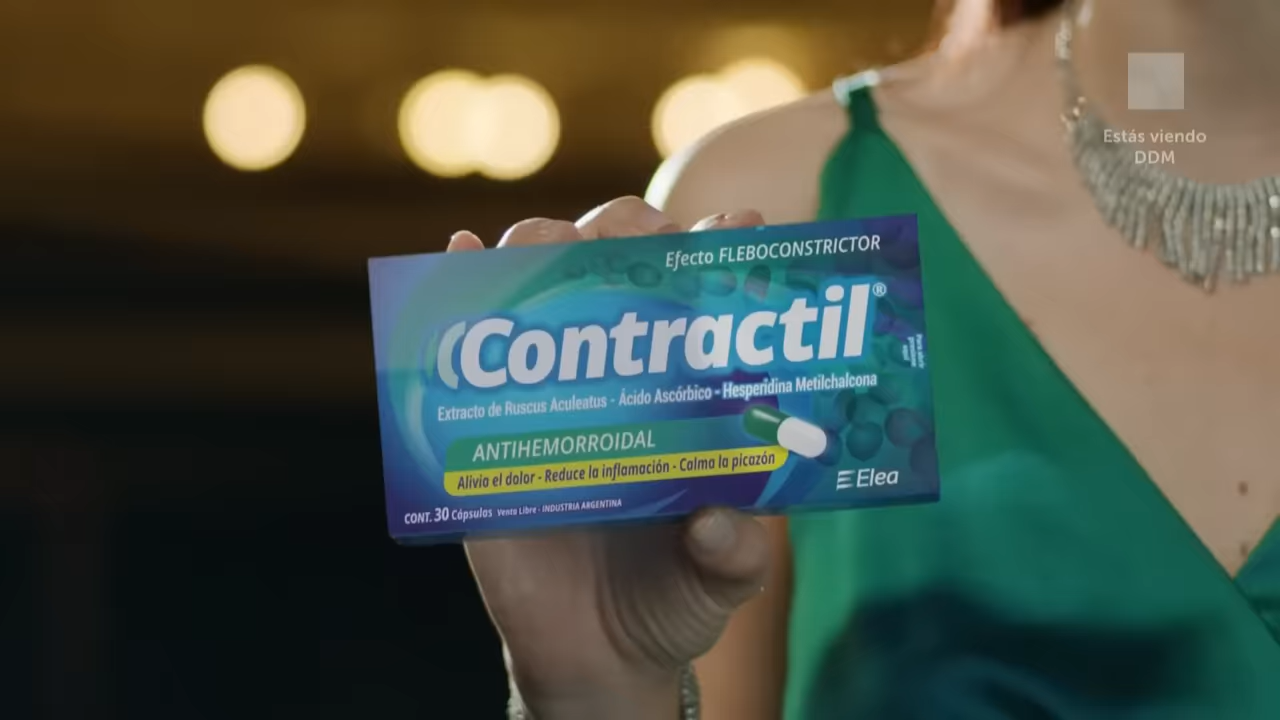 Estás viendo
DDM
Efecto FLEBOCONSTRICTOR
Contractil®
Extracto de Ruscus Aculeatus - Ácido Ascórbico - Hesperidina Metilchalcona
ANTIHEMORROIDAL
Alivia el dolor - Reduce la inflamación - Calma la picazón
Elea
CONT. 30 Cápsulas Venta Libre - INDUSTRIA ARGENTINA